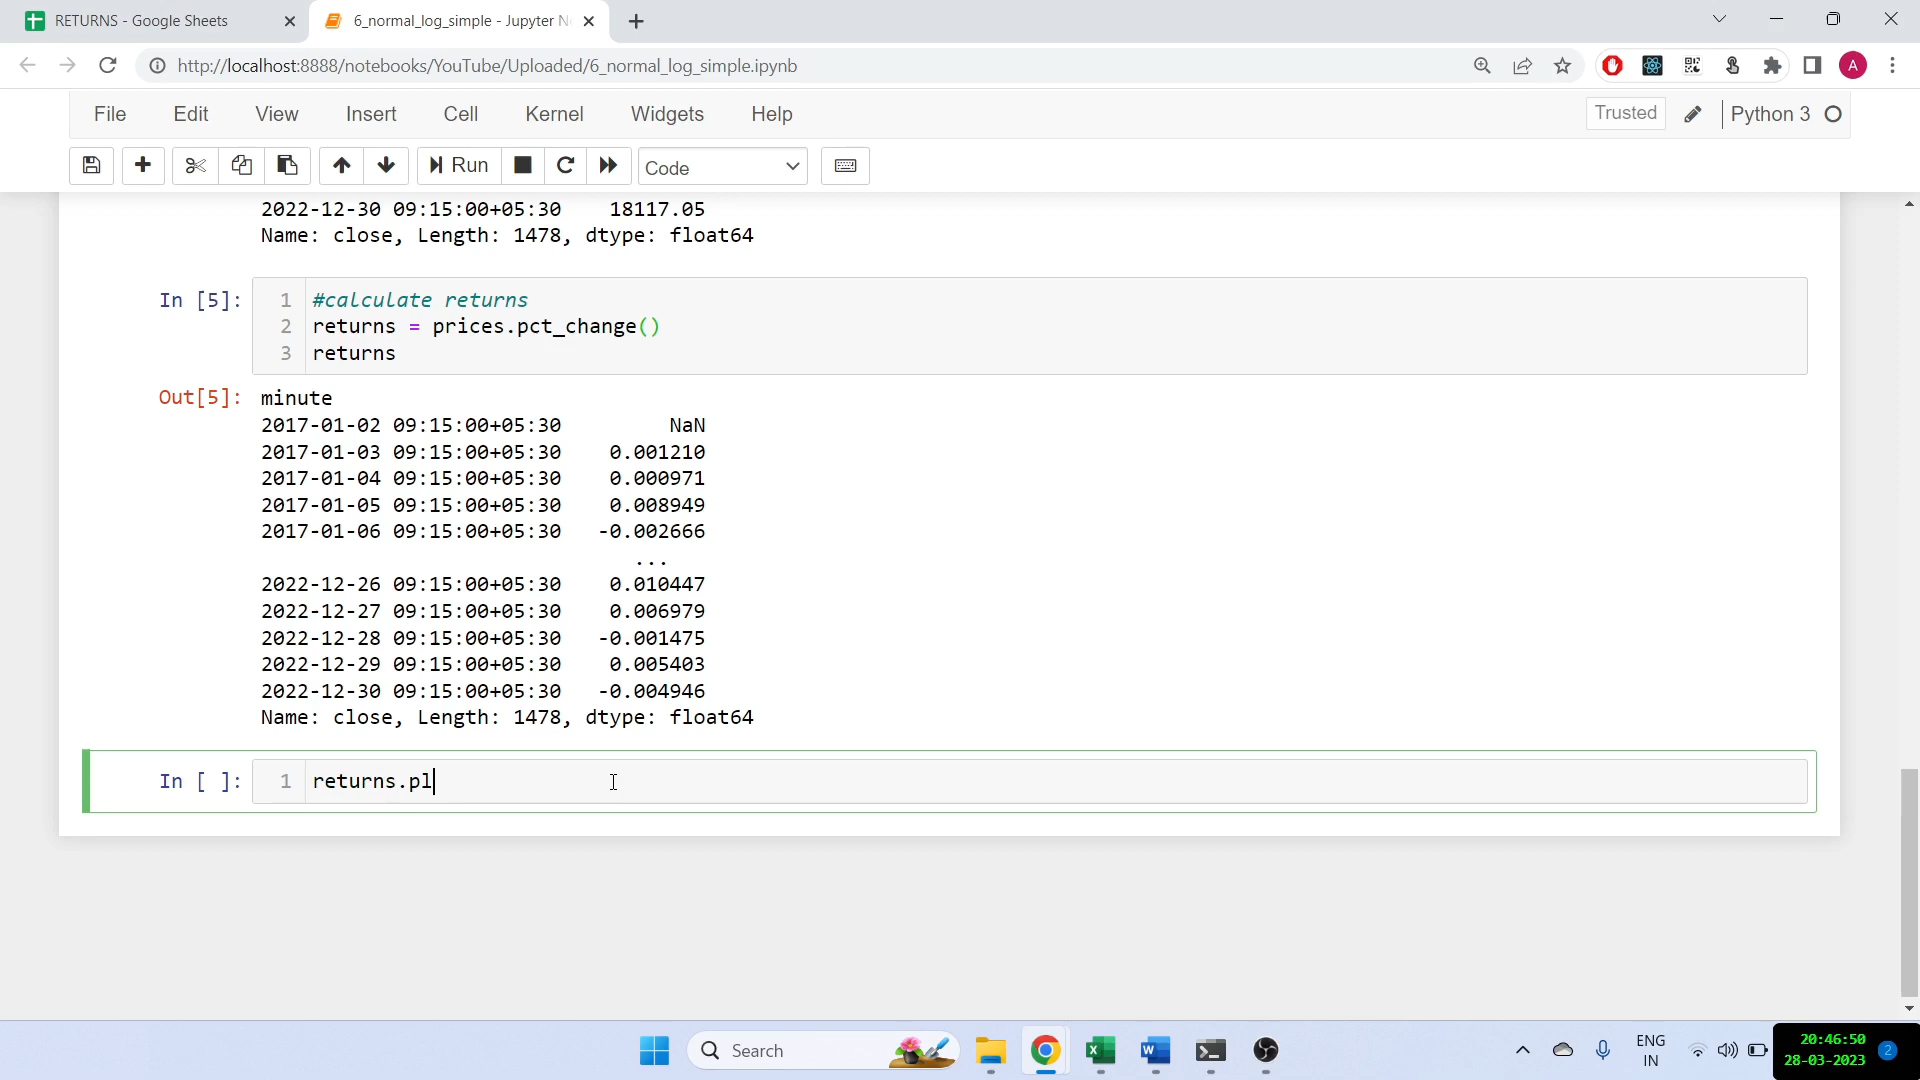 RETURNS - Google Sheets
6_normal_log_simple - Jupyter N
http://localhost:8888/notebooks/YouTube/Uploaded/6_normal_log_simple.ipynb
A
File Edit View Insert Cell Kernel Widgets Help
Trusted
Python 3
Run
Code
2022-12-30 09:15:00+05:30 18117.05
Name: close, Length: 1478, dtype: float64
In [5]:
1 #calculate returns
2 returns = prices.pct_change()
3 returns
Out[5]: minute
2017-01-02 09:15:00+05:30 NaN
2017-01-03 09:15:00+05:30 0.001210
2017-01-04 09:15:00+05:30 0.000971
2017-01-05 09:15:00+05:30 0.008949
2017-01-06 09:15:00+05:30 -0.002666
...
2022-12-26 09:15:00+05:30 0.010447
2022-12-27 09:15:00+05:30 0.006979
2022-12-28 09:15:00+05:30 -0.001475
2022-12-29 09:15:00+05:30 0.005403
2022-12-30 09:15:00+05:30 -0.004946
Name: close, Length: 1478, dtype: float64
In [ ]: 1 returns.pl
Search
ENG
IN
20:46:50
28-03-2023
2